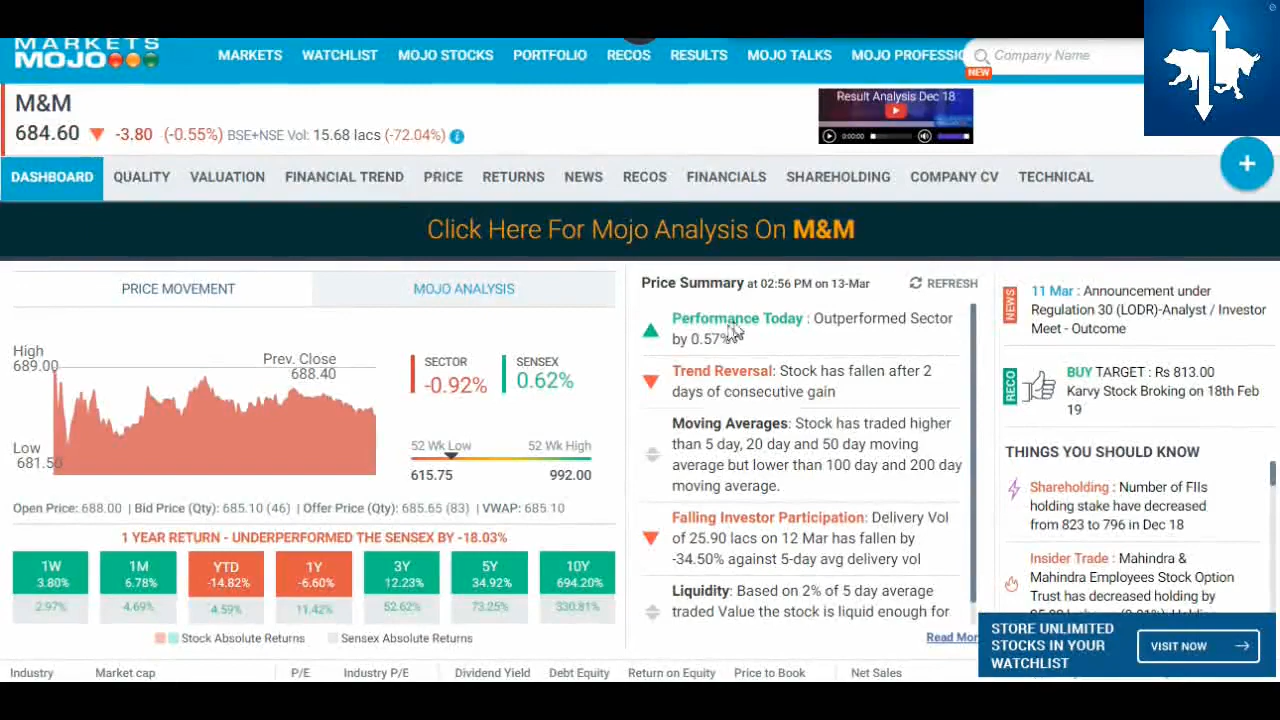 MARKETS
MOJO
MARKETS WATCHLIST MOJO STOCKS PORTFOLIO RECOS RESULTS MOJO TALKS MOJO PROFESSIO
Company Name
NEW
M&M
684.60 -3.80 (-0.55%) BSE+NSE Vol: 15.68 lacs (-72.04%)
Result Analysis Dec 18
0:00:00
DASHBOARD QUALITY VALUATION FINANCIAL TREND PRICE RETURNS NEWS RECOS FINANCIALS SHAREHOLDING COMPANY CV TECHNICAL
+
Click Here For Mojo Analysis On M&M
PRICE MOVEMENT MOJO ANALYSIS
High
689.00
Prev. Close
688.40
Low
681.50
SECTOR
-0.92%
SENSEX
0.62%
52 Wk Low 52 Wk High
615.75 992.00
Open Price: 688.00 | Bid Price (Qty): 685.10 (46) | Offer Price (Qty): 685.65 (83) | VWAP: 685.10
1 YEAR RETURN - UNDERPERFORMED THE SENSEX BY -18.03%
1W 1M YTD 1Y 3Y 5Y 10Y
3.80% 6.78% -14.82% -6.60% 12.23% 34.92% 694.20%
2.97% 4.69% 4.59% 11.42% 52.62% 73.25% 330.81%
Stock Absolute Returns Sensex Absolute Returns
Price Summary at 02:56 PM on 13-Mar REFRESH
Performance Today : Outperformed Sector
by 0.57%
Trend Reversal: Stock has fallen after 2
days of consecutive gain
Moving Averages: Stock has traded higher
than 5 day, 20 day and 50 day moving
average but lower than 100 day and 200 day
moving average.
Falling Investor Participation: Delivery Vol
of 25.90 lacs on 12 Mar has fallen by
-34.50% against 5-day avg delivery vol
Liquidity: Based on 2% of 5 day average
traded Value the stock is liquid enough for
Read Mor
NEWS
11 Mar : Announcement under
Regulation 30 (LODR)-Analyst / Investor
Meet - Outcome
RECO
BUY TARGET : Rs 813.00
Karvy Stock Broking on 18th Feb
19
THINGS YOU SHOULD KNOW
Shareholding : Number of FIIs
holding stake have decreased
from 823 to 796 in Dec 18
Insider Trade : Mahindra &
Mahindra Employees Stock Option
Trust has decreased holding by
STORE UNLIMITED
STOCKS IN YOUR
WATCHLIST
VISIT NOW
Industry Market cap P/E Industry P/E Dividend Yield Debt Equity Return on Equity Price to Book Net Sales